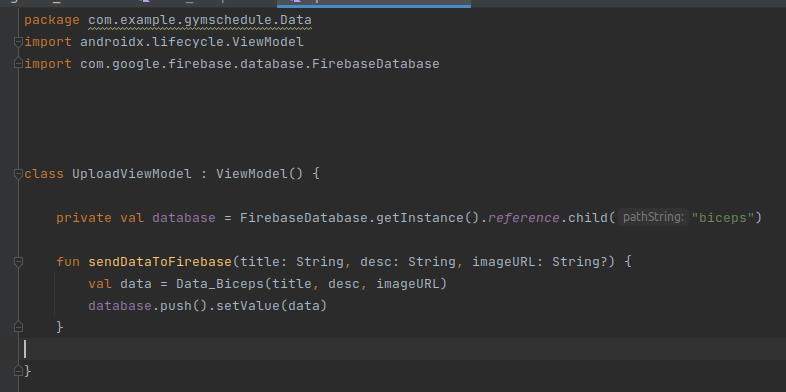 package com.example.gymschedule.Data
import androidx.lifecycle.ViewModel
import com.google.firebase.database.FirebaseDatabase
class UploadViewModel : ViewModel() {
private val database = FirebaseDatabase.getInstance().reference.child( pathString: "biceps")
fun sendDataToFirebase(title: String, desc: String, imageURL: String?) {
val data = Data_Biceps(title, desc, imageURL)
database.push().setValue(data)
}
}